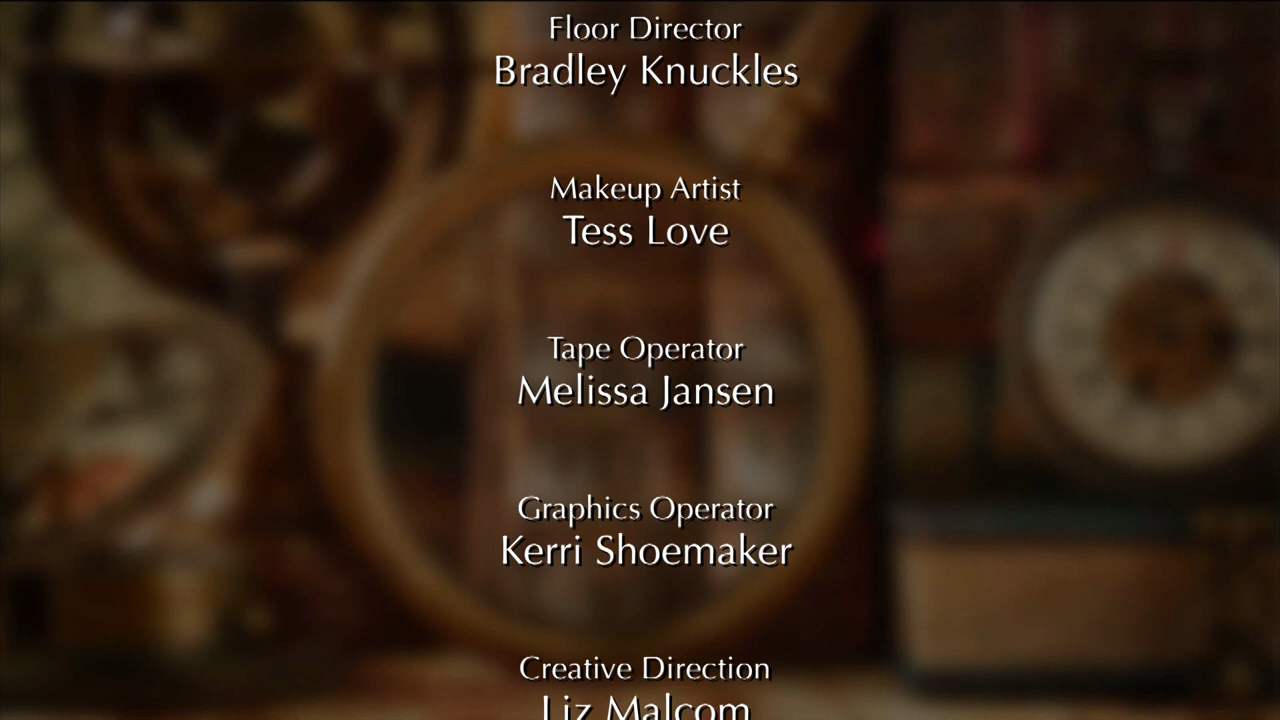 Floor Director
Bradley Knuckles
Makeup Artist
Tess Love
Tape Operator
Melissa Jansen
Graphics Operator
Kerri Shoemaker
Creative Direction
Liz Malcom